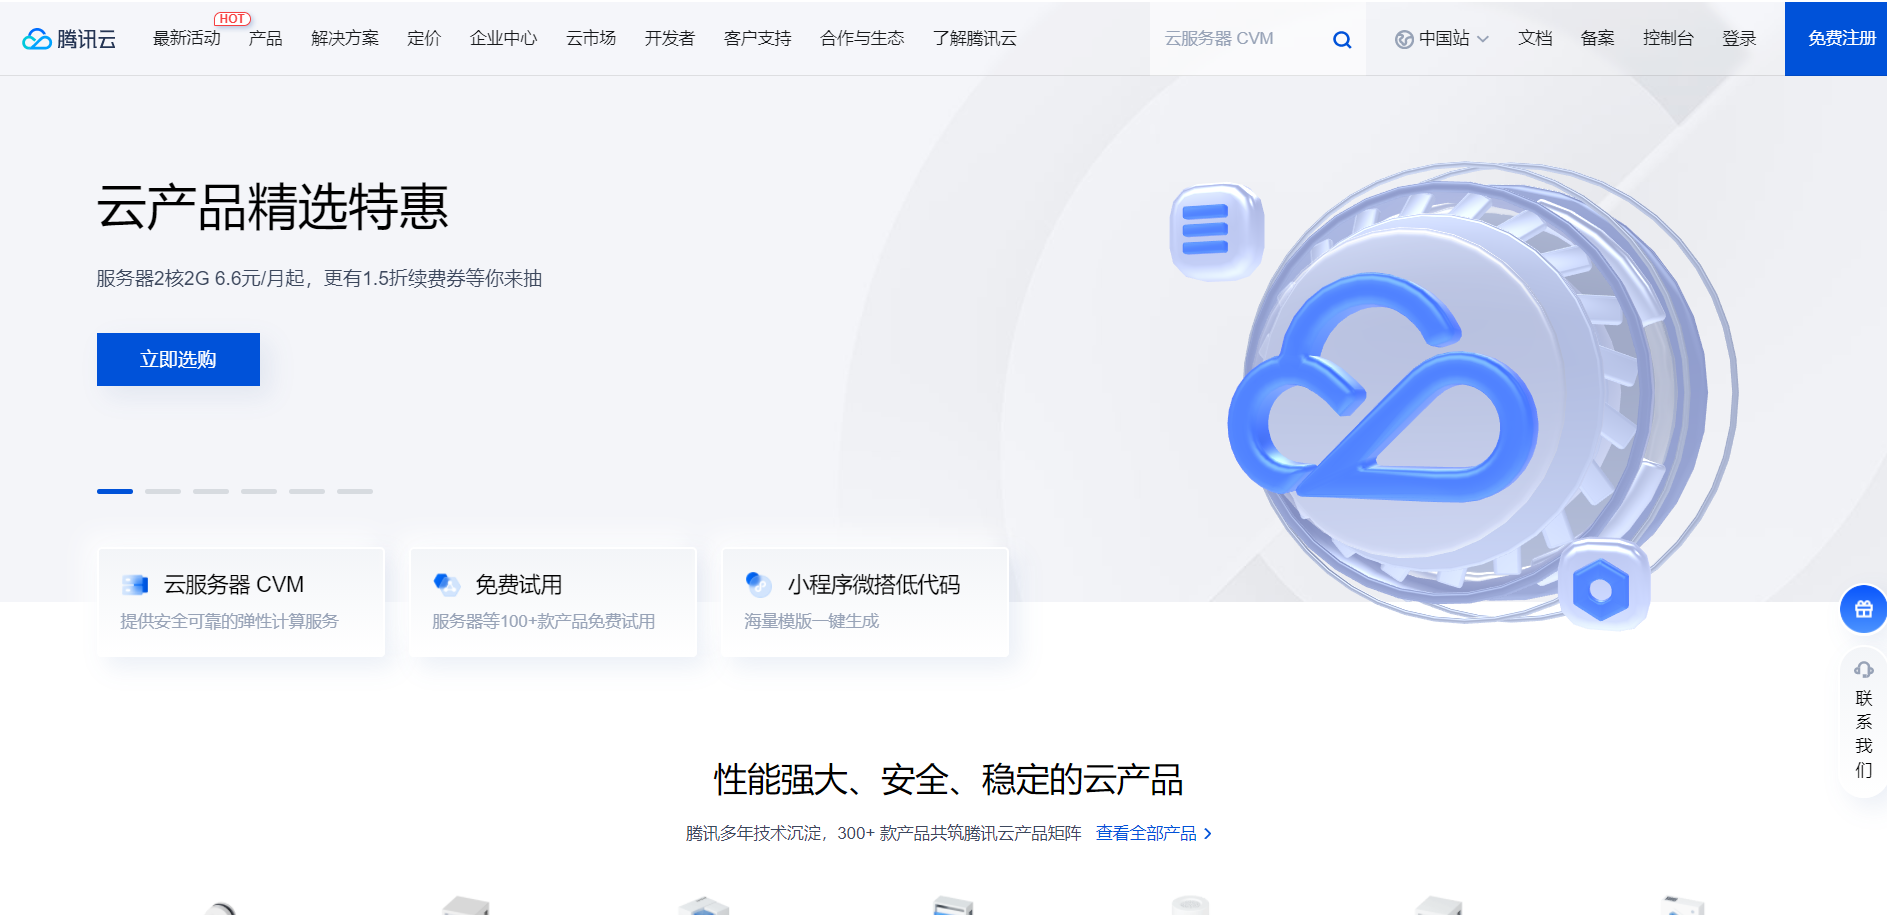 腾讯云
最新活动
HOT
产品
解决方案
定价
企业中心
云市场
开发者
客户支持
合作与生态
了解腾讯云
云服务器 CVM
中国站
文档
备案
控制台
登录
免费注册
云产品精选特惠
服务器2核2G 6.6元/月起，更有1.5折续费券等你来抽
立即选购
云服务器 CVM
提供安全可靠的弹性计算服务
免费试用
服务器等100+款产品免费试用
小程序微搭低代码
海量模版一键生成
联
系
我
们
性能强大、安全、稳定的云产品
腾讯多年技术沉淀，300+ 款产品共筑腾讯云产品矩阵 查看全部产品